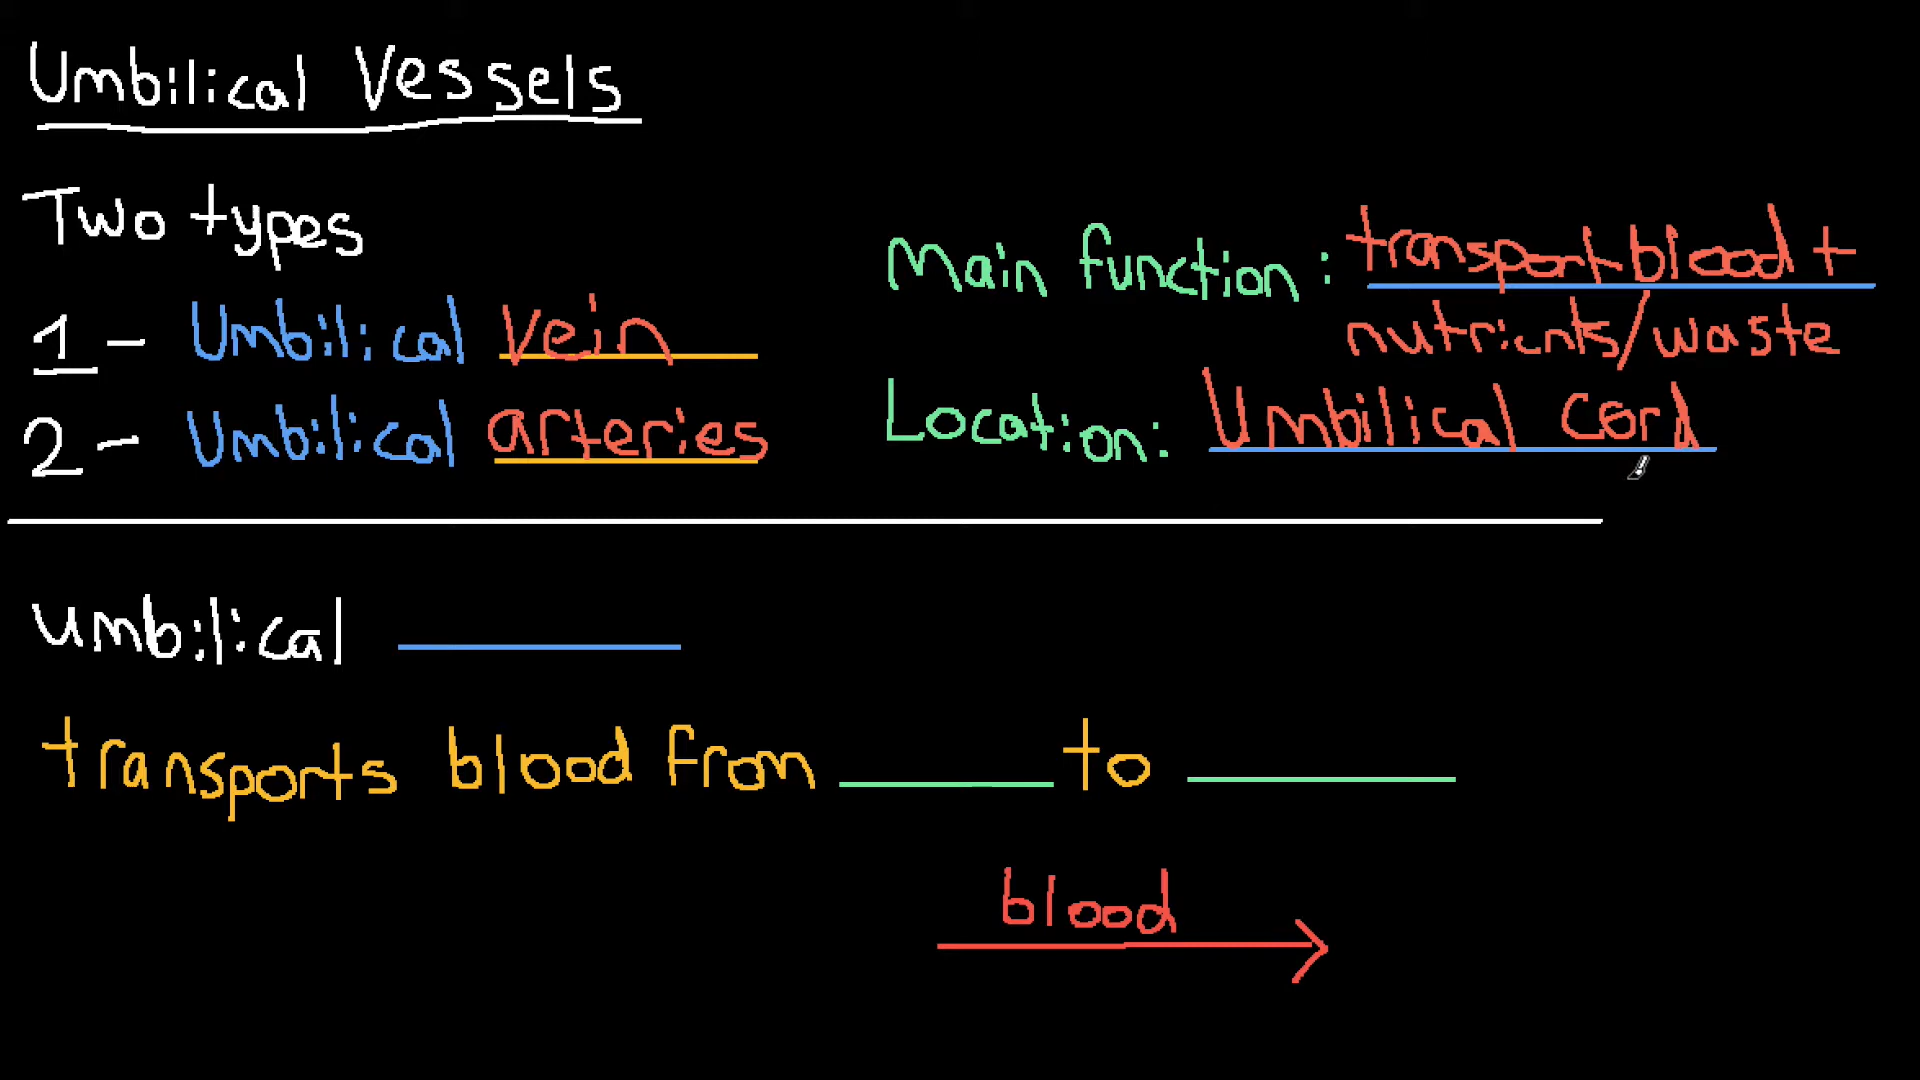 Umbilical Vessels
Two types
1 - Umbilical vein
2 - Umbilical arteries
Main function: transport blood +
nutrients/waste
Location: Umbilical Cord
Umbilical
transports blood from to
blood